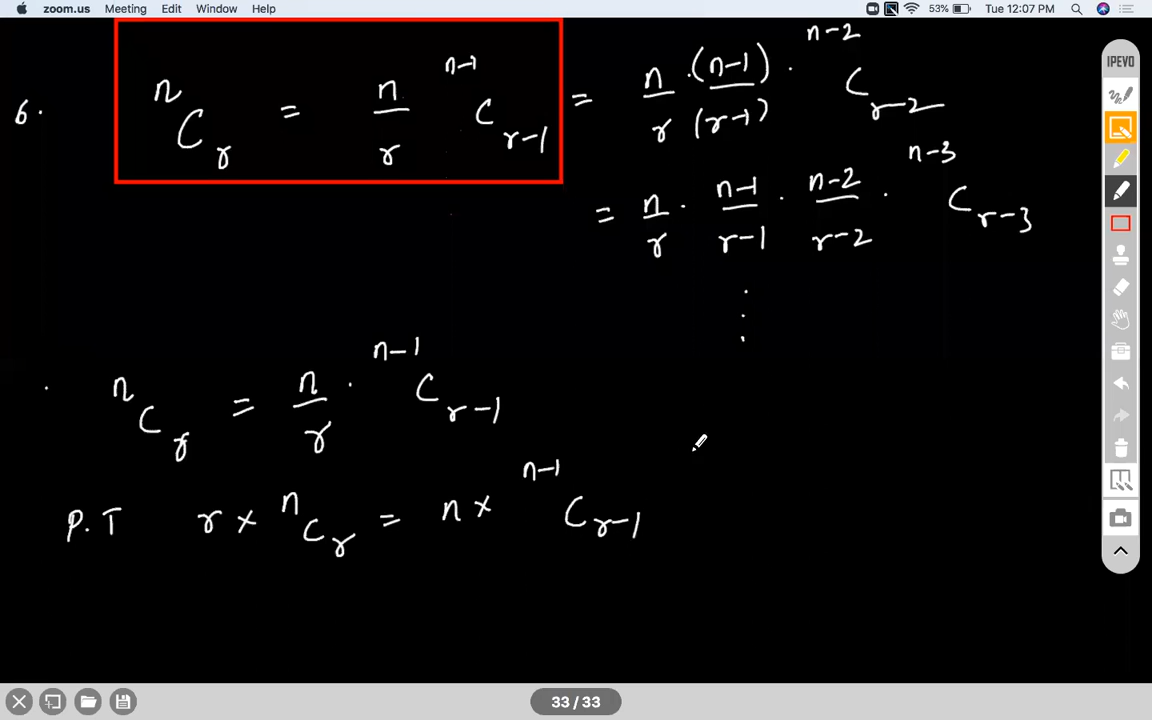 zoom.us Meeting Edit Window Help 53% Tue 12:07 PM
IPEVO
6. ⁿC_r = n/r ⁿ⁻¹C_{r-1} = n/r · (n-1)/(r-1) · ⁿ⁻²C_{r-2}
= n/r · n-1/r-1 · n-2/r-2 · ⁿ⁻³C_{r-3}
⋮
· ⁿC_r = n/r · ⁿ⁻¹C_{r-1}
P.T r × ⁿC_r = n × ⁿ⁻¹C_{r-1}
33 / 33